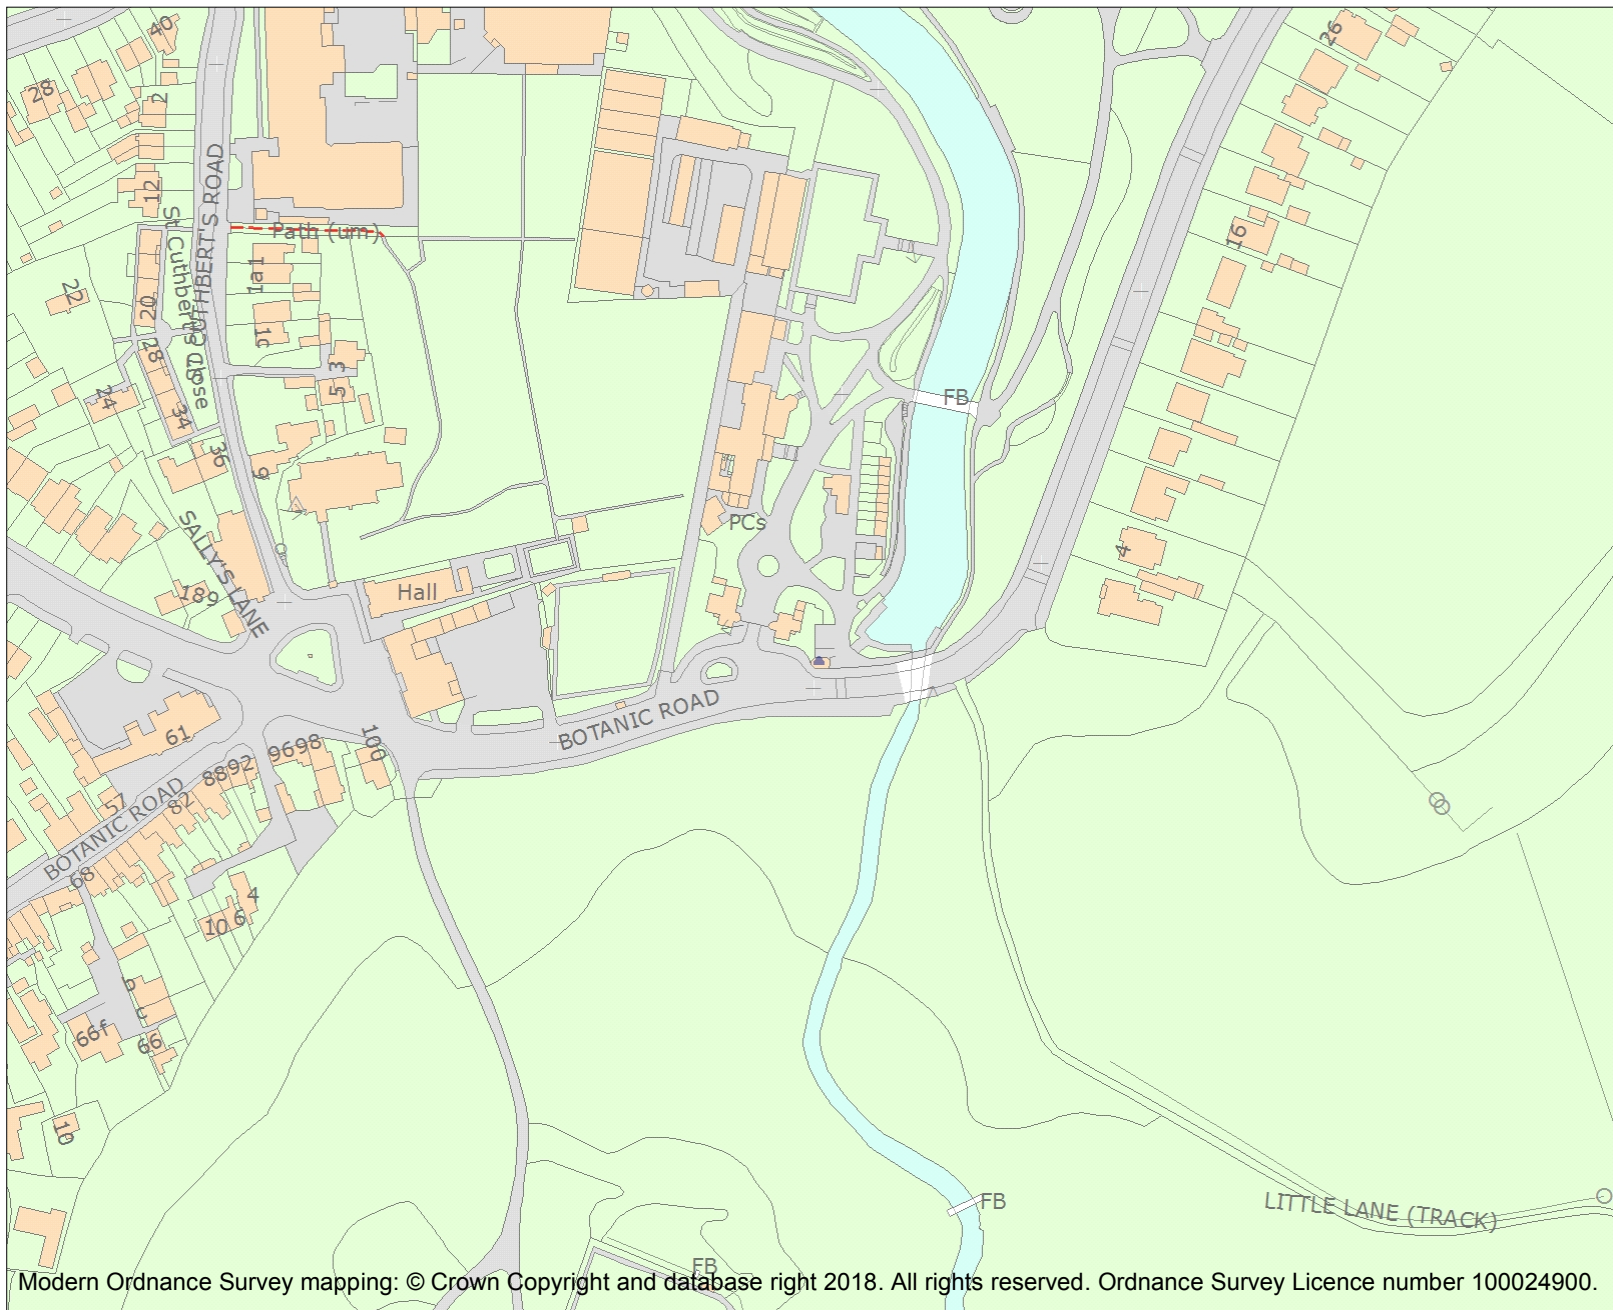 40
26
28
2
ST CUTHBERT'S ROAD
12
St Cuthbert's Close
Path (um)
16
1a1
22
20
1c
28
3
5
24
34
FB
36
9
PCs
4
SALLY'S LANE
189
Hall
BOTANIC ROAD
61
100
9698
8892
57
82
BOTANIC ROAD
68
4
6
10
b
c
66f
66
10
FB
LITTLE LANE (TRACK)
FB
Modern Ordnance Survey mapping: © Crown Copyright and database right 2018. All rights reserved. Ordnance Survey Licence number 100024900.